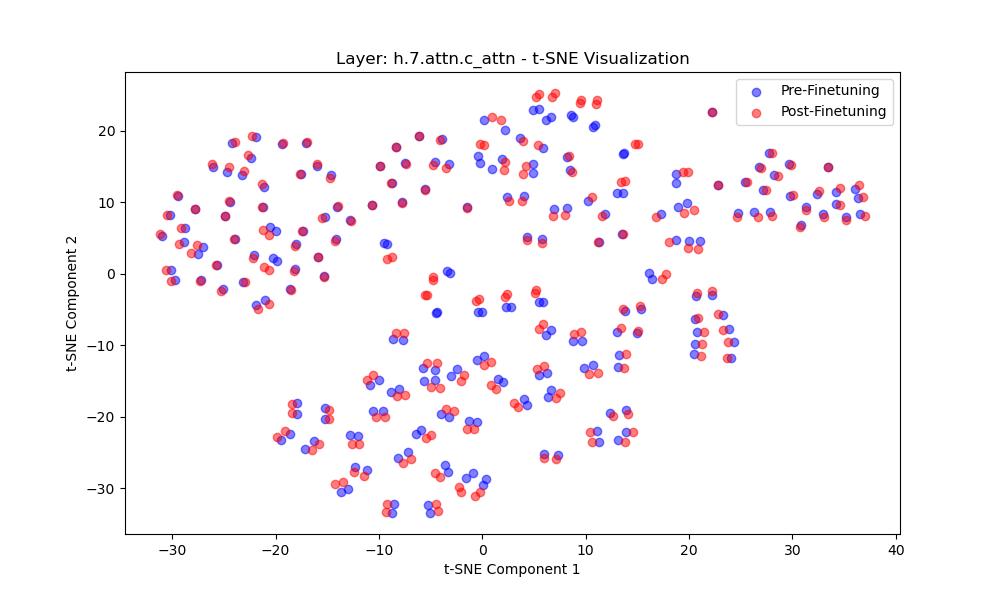 Layer: h.7.attn.c_attn - t-SNE Visualization
Pre-Finetuning
Post-Finetuning
t-SNE Component 2
20
10
0
−10
−20
−30
−30
−20
−10
0
10
20
30
40
t-SNE Component 1